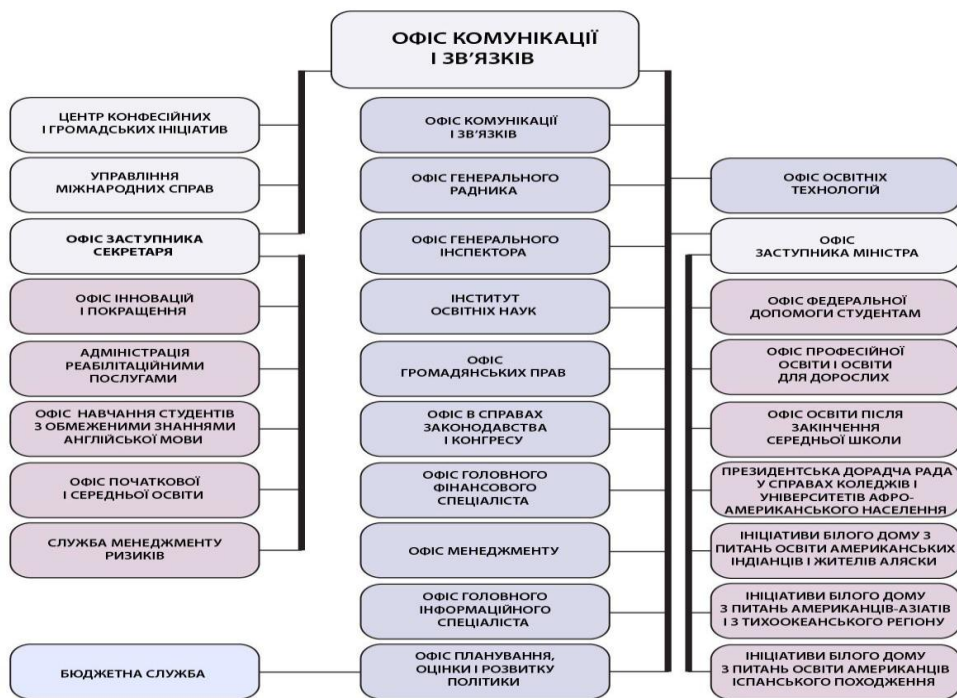 ОФІС КОМУНІКАЦІЇ
І ЗВ’ЯЗКІВ
ЦЕНТР КОНФЕСІЙНИХ
І ГРОМАДСЬКИХ ІНІЦІАТИВ
УПРАВЛІННЯ
МІЖНАРОДНИХ СПРАВ
ОФІС ЗАСТУПНИКА
СЕКРЕТАРЯ
ОФІС ІННОВАЦІЙ
І ПОКРАЩЕННЯ
АДМІНІСТРАЦІЯ
РЕАБІЛІТАЦІЙНИМИ
ПОСЛУГАМИ
ОФІС НАВЧАННЯ СТУДЕНТІВ
З ОБМЕЖЕНИМИ ЗНАННЯМИ
АНГЛІЙСЬКОЇ МОВИ
ОФІС ПОЧАТКОВОЇ
І СЕРЕДНЬОЇ ОСВІТИ
СЛУЖБА МЕНЕДЖМЕНТУ
РИЗИКІВ
БЮДЖЕТНА СЛУЖБА
ОФІС КОМУНІКАЦІЇ
І ЗВ’ЯЗКІВ
ОФІС ГЕНЕРАЛЬНОГО
РАДНИКА
ОФІС ГЕНЕРАЛЬНОГО
ІНСПЕКТОРА
ІНСТИТУТ
ОСВІТНІХ НАУК
ОФІС
ГРОМАДЯНСЬКИХ ПРАВ
ОФІС В СПРАВАХ
ЗАКОНОДАВСТВА
І КОНГРЕСУ
ОФІС ГОЛОВНОГО
ФІНАНСОВОГО
СПЕЦІАЛІСТА
ОФІС МЕНЕДЖМЕНТУ
ОФІС ГОЛОВНОГО
ІНФОРМАЦІЙНОГО
СПЕЦІАЛІСТА
ОФІС ПЛАНУВАННЯ,
ОЦІНКИ І РОЗВИТКУ
ПОЛІТИКИ
ОФІС ОСВІТНІХ
ТЕХНОЛОГІЙ
ОФІС
ЗАСТУПНИКА МІНІСТРА
ОФІС ФЕДЕРАЛЬНОЇ
ДОПОМОГИ СТУДЕНТАМ
ОФІС ПРОФЕСІЙНОЇ
ОСВІТИ І ОСВІТИ
ДЛЯ ДОРОСЛИХ
ОФІС ОСВІТИ ПІСЛЯ
ЗАКІНЧЕННЯ
СЕРЕДНЬОЇ ШКОЛИ
ПРЕЗИДЕНТСЬКА ДОРАДЧА РАДА
У СПРАВАХ КОЛЕДЖІВ І
УНІВЕРСИТЕТІВ АФРО-
АМЕРИКАНСЬКОГО НАСЕЛЕННЯ
ІНІЦІАТИВИ БІЛОГО ДОМУ З
ПИТАНЬ ОСВІТИ АМЕРИКАНСЬКИХ
ІНДІАНЦІВ І ЖИТЕЛІВ АЛЯСКИ
ІНІЦІАТИВИ БІЛОГО ДОМУ
З ПИТАНЬ АМЕРИКАНЦІВ-АЗІАТІВ
І З ТИХООКЕАНСЬКОГО РЕГІОНУ
ІНІЦІАТИВИ БІЛОГО ДОМУ
З ПИТАНЬ ОСВІТИ АМЕРИКАНЦІВ
ІСПАНСЬКОГО ПОХОДЖЕННЯ